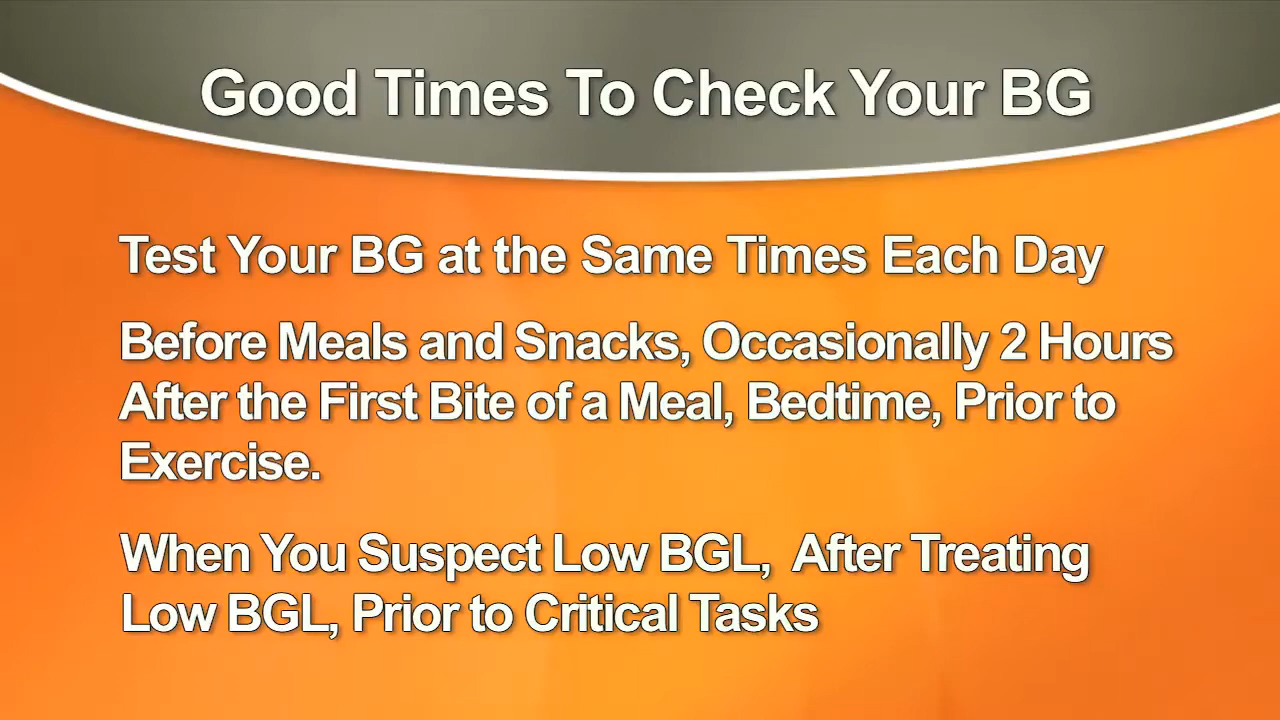 Good Times To Check Your BG
Test Your BG at the Same Times Each Day
Before Meals and Snacks, Occasionally 2 Hours
After the First Bite of a Meal, Bedtime, Prior to
Exercise.
When You Suspect Low BGL,  After Treating
Low BGL, Prior to Critical Tasks